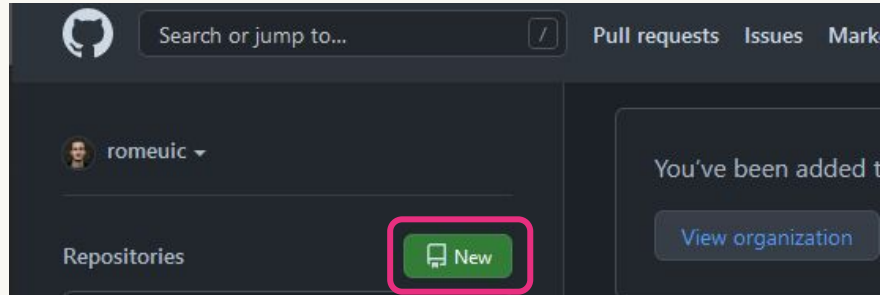 Search or jump to... / Pull requests Issues
romeuic
You've been added
Repositories New View organization